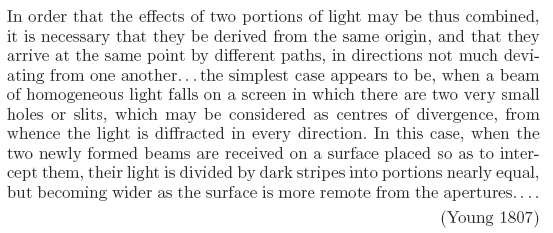 In order that the effects of two portions of light may be thus combined,
it is necessary that they be derived from the same origin, and that they
arrive at the same point by different paths, in directions not much devi-
ating from one another...the simplest case appears to be, when a beam
of homogeneous light falls on a screen in which there are two very small
holes or slits, which may be considered as centres of divergence, from
whence the light is diffracted in every direction. In this case, when the
two newly formed beams are received on a surface placed so as to inter-
cept them, their light is divided by dark stripes into portions nearly equal,
but becoming wider as the surface is more remote from the apertures....
(Young 1807)